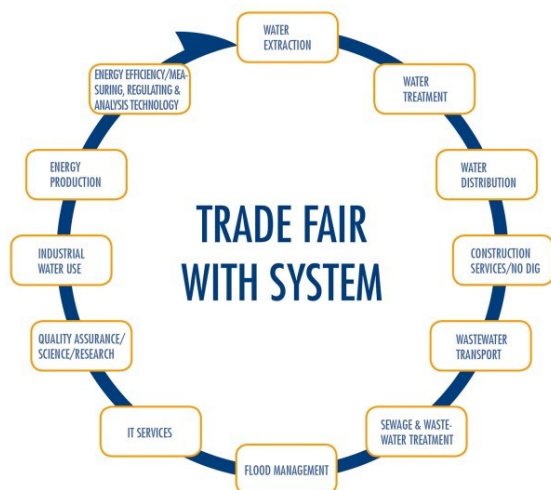 WATER
EXTRACTION
WATER
TREATMENT
WATER
DISTRIBUTION
CONSTRUCTION
SERVICES/NO DIG
WASTEWATER
TRANSPORT
SEWAGE & WASTE-
WATER TREATMENT
FLOOD MANAGEMENT
IT SERVICES
QUALITY ASSURANCE/
SCIENCE/RESEARCH
INDUSTRIAL
WATER USE
ENERGY
PRODUCTION
ENERGY EFFICIENCY/MEA-
SURING, REGULATING &
ANALYSIS TECHNOLOGY
TRADE FAIR
WITH SYSTEM